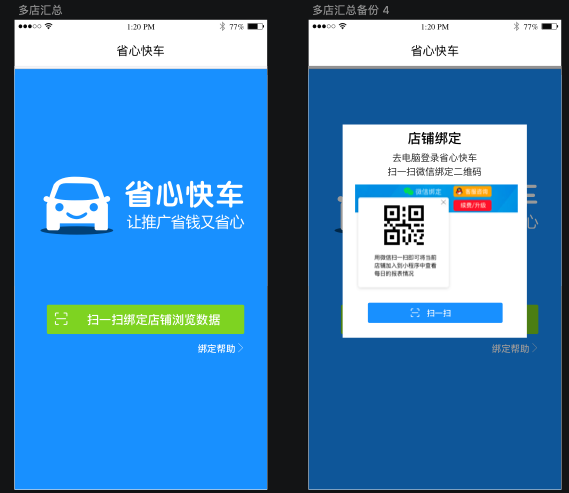 多店汇总
1:20 PM
77%
省心快车
省心快车
让推广省钱又省心
扫一扫绑定店铺浏览数据
绑定帮助
多店汇总备份 4
1:20 PM
77%
省心快车
店铺绑定
去电脑登录省心快车
扫一扫微信绑定二维码
微信绑定
续费/升级
用微信扫一扫即可将当前
店铺加入到小程序中查看
每日的报表情况
扫一扫
绑定帮助